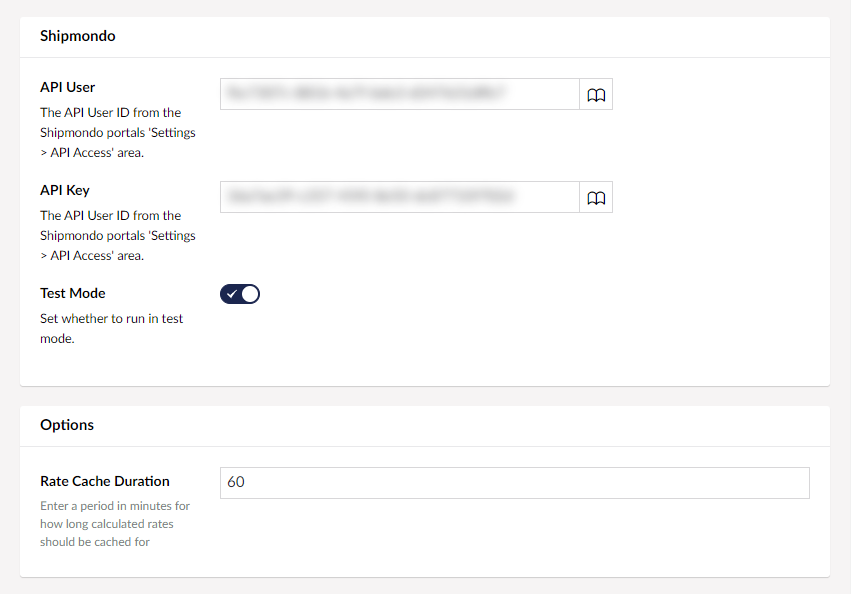 Shipmondo
API User
The API User ID from the
Shipmondo portals 'Settings
> API Access' area.
API Key
The API User ID from the
Shipmondo portals 'Settings
> API Access' area.
Test Mode
Set whether to run in test
mode.
Options
Rate Cache Duration
60
Enter a period in minutes for
how long calculated rates
should be cached for